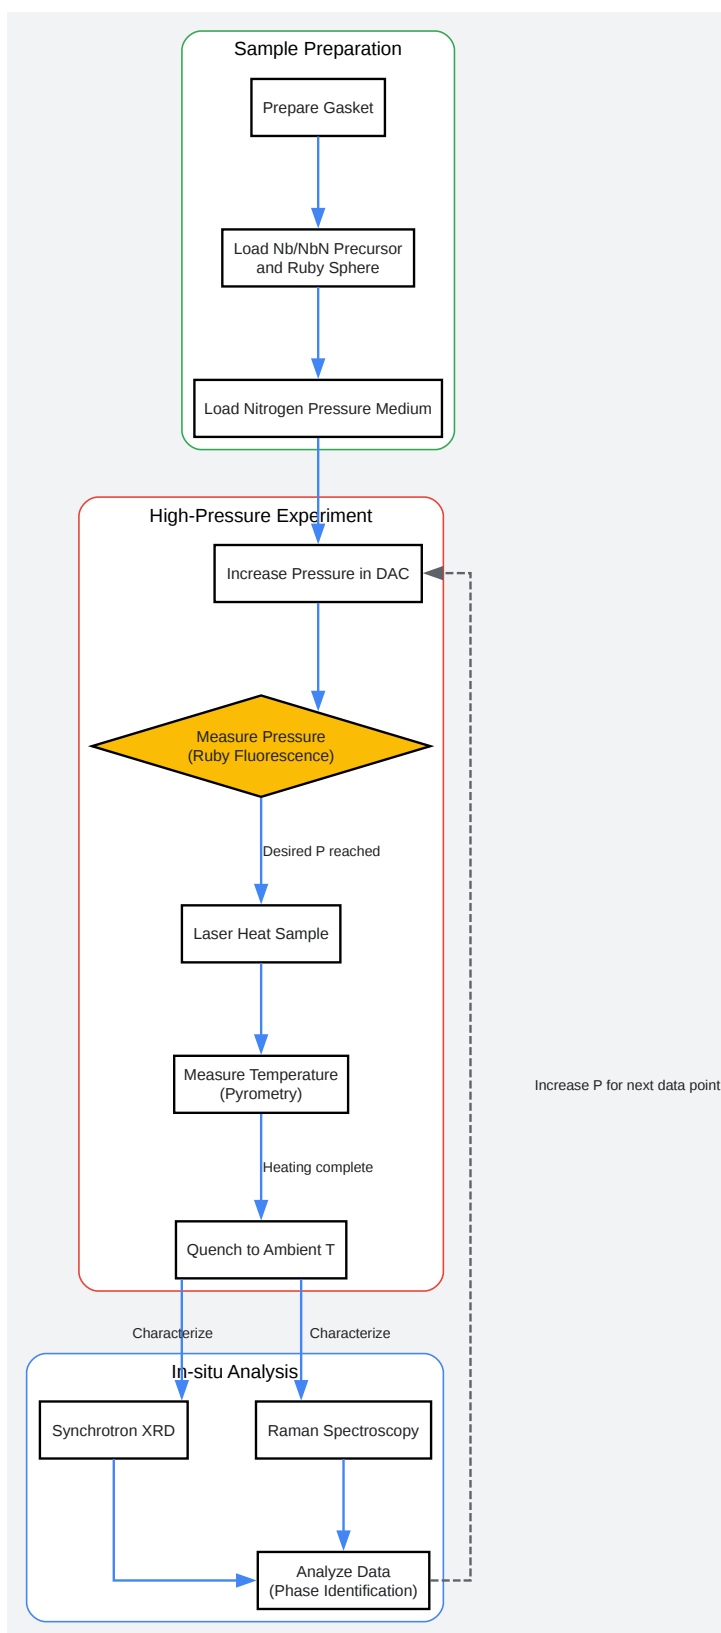 Sample Preparation
Prepare Gasket
Load Nb/NbN Precursor
and Ruby Sphere
Load Nitrogen Pressure Medium
High-Pressure Experiment
Increase Pressure in DAC
Measure Pressure
(Ruby Fluorescence)
Desired P reached
Laser Heat Sample
Measure Temperature
(Pyrometry)
Increase P for next data point
Heating complete
Quench to Ambient T
Characterize
Characterize
In-situ Analysis
Synchrotron XRD
Raman Spectroscopy
Analyze Data
(Phase Identification)